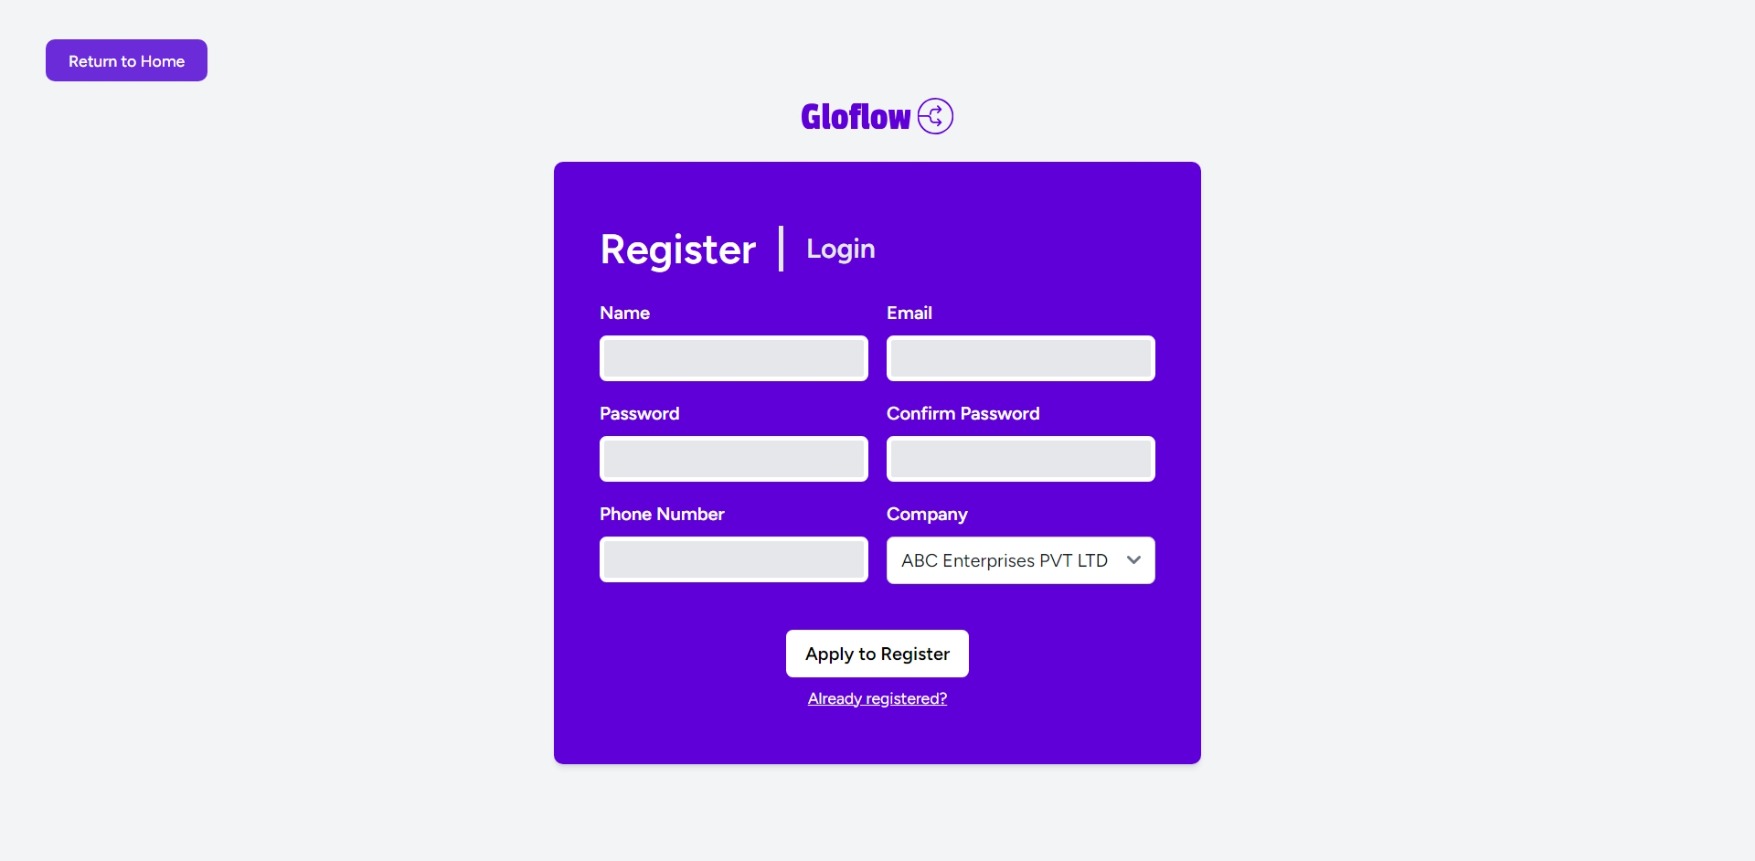 Return to Home
Gloflow
Register | Login
Name Email
Password Confirm Password
Phone Number Company
ABC Enterprises PVT LTD
Apply to Register
Already registered?